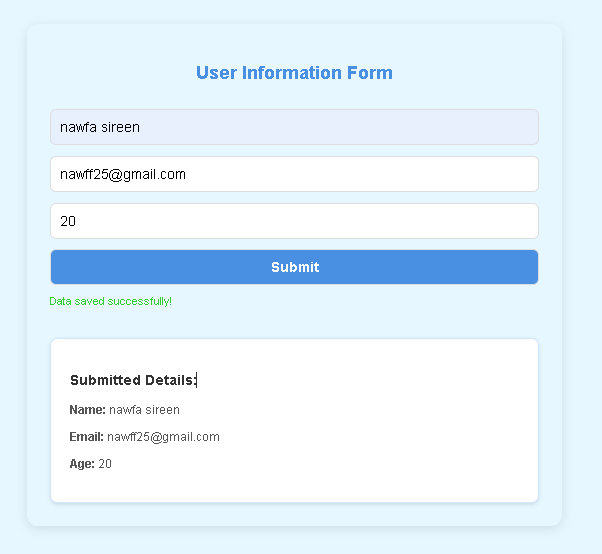 User Information Form
nawfa sireen
nawff25@gmail.com
20
Submit
Data saved successfully!
Submitted Details:
Name: nawfa sireen
Email: nawff25@gmail.com
Age: 20